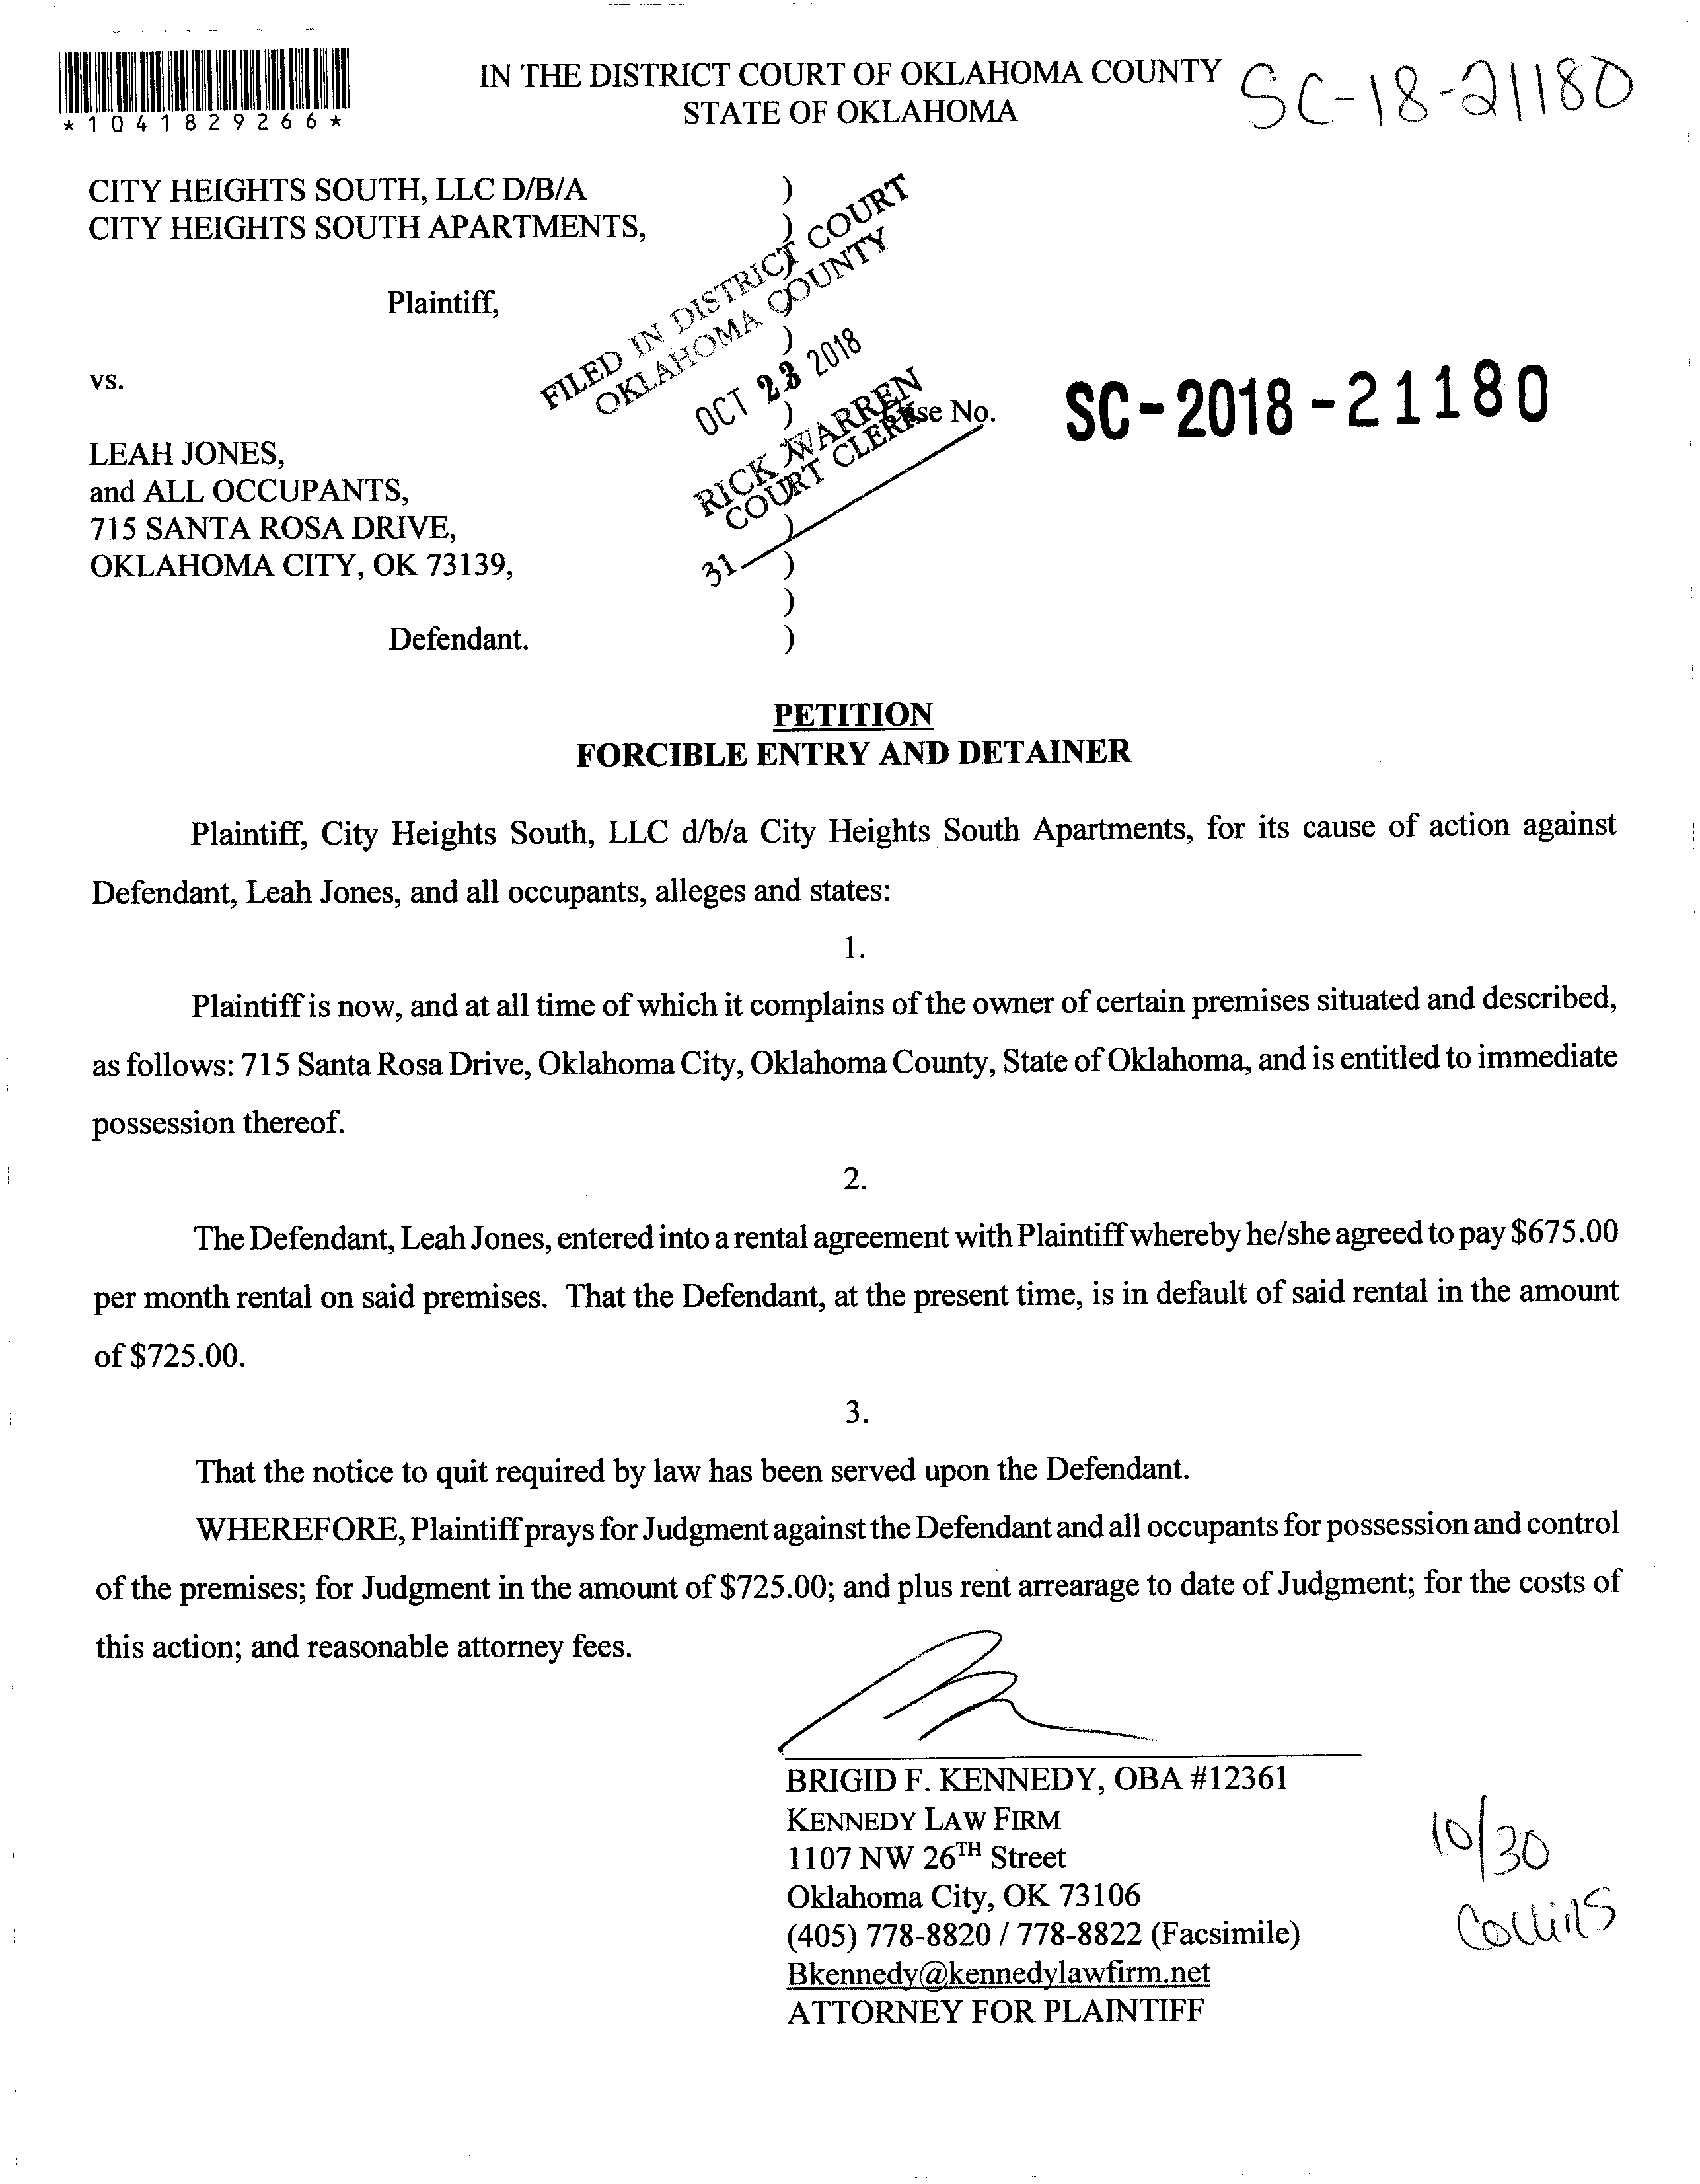 IN THE DISTRICT COURT OF OKLAHOMA COUNTY
STATE OF OKLAHOMA
SC-18-21180
*1041829266*
CITY HEIGHTS SOUTH, LLC D/B/A )
CITY HEIGHTS SOUTH APARTMENTS, )
)
Plaintiff, )
)
vs. )
) Case No. SC-2018-21180
LEAH JONES,
and ALL OCCUPANTS,
715 SANTA ROSA DRIVE, )
OKLAHOMA CITY, OK 73139, )
)
Defendant. )
FILED IN DISTRICT COURT
OKLAHOMA COUNTY
OCT 23 2018
RICK WARREN
COURT CLERK
31
PETITION
FORCIBLE ENTRY AND DETAINER
Plaintiff, City Heights South, LLC d/b/a City Heights South Apartments, for its cause of action against
Defendant, Leah Jones, and all occupants, alleges and states:
1.
Plaintiff is now, and at all time of which it complains of the owner of certain premises situated and described,
as follows: 715 Santa Rosa Drive, Oklahoma City, Oklahoma County, State of Oklahoma, and is entitled to immediate
possession thereof.
2.
The Defendant, Leah Jones, entered into a rental agreement with Plaintiff whereby he/she agreed to pay $675.00
per month rental on said premises. That the Defendant, at the present time, is in default of said rental in the amount
of $725.00.
3.
That the notice to quit required by law has been served upon the Defendant.
WHEREFORE, Plaintiff prays for Judgment against the Defendant and all occupants for possession and control
of the premises; for Judgment in the amount of $725.00; and plus rent arrearage to date of Judgment; for the costs of
this action; and reasonable attorney fees.
BRIGID F. KENNEDY, OBA #12361
KENNEDY LAW FIRM
1107 NW 26TH Street
Oklahoma City, OK 73106
(405) 778-8820 / 778-8822 (Facsimile)
Bkennedy@kennedylawfirm.net
ATTORNEY FOR PLAINTIFF
10/30
Collins